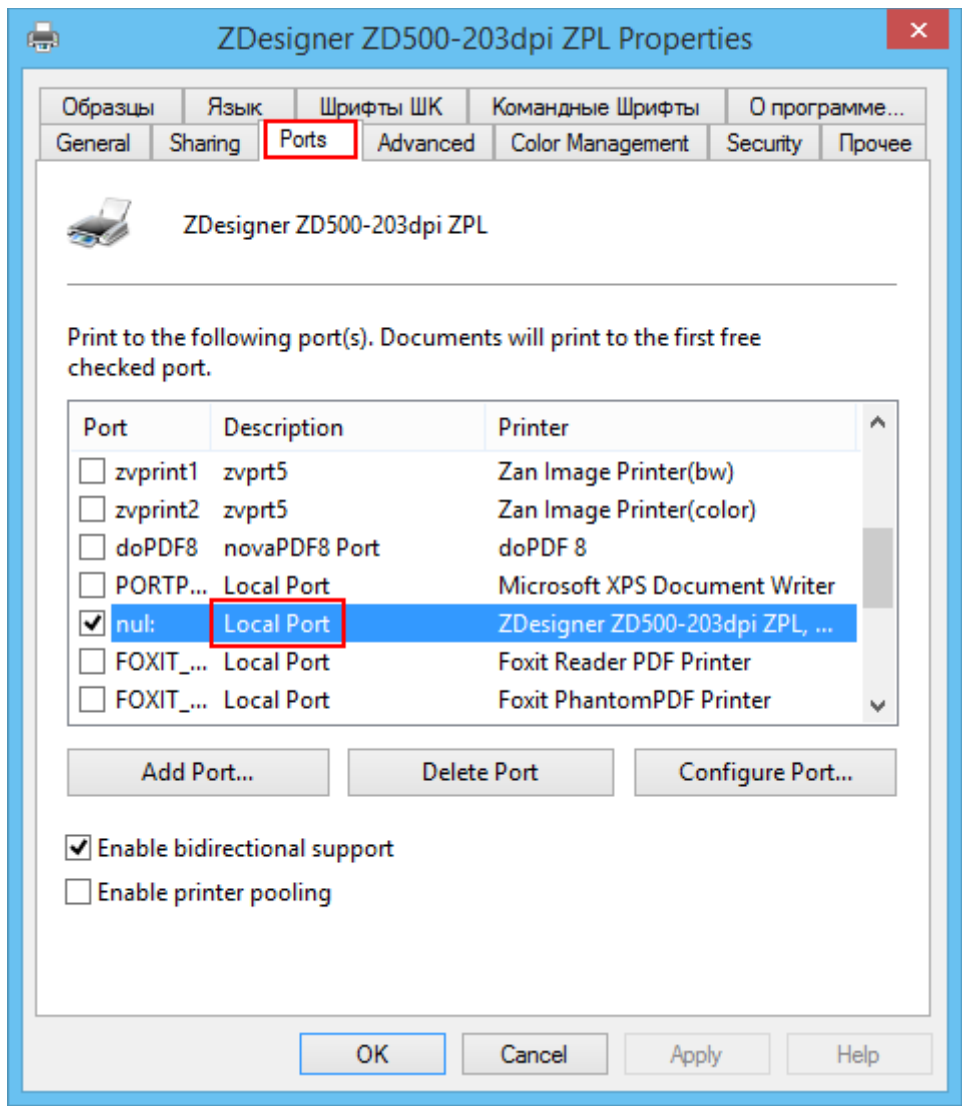 ZDesigner ZD500-203dpi ZPL Properties
Образцы Язык Шрифты ШК Командные Шрифты О программе...
General Sharing Ports Advanced Color Management Security Прочее
ZDesigner ZD500-203dpi ZPL
Print to the following port(s). Documents will print to the first free
checked port.
Port Description Printer
zvprint1 zvprt5 Zan Image Printer(bw)
zvprint2 zvprt5 Zan Image Printer(color)
doPDF8 novaPDF8 Port doPDF 8
PORTP... Local Port Microsoft XPS Document Writer
nul: Local Port ZDesigner ZD500-203dpi ZPL, ...
FOXIT_... Local Port Foxit Reader PDF Printer
FOXIT_... Local Port Foxit PhantomPDF Printer
Add Port... Delete Port Configure Port...
Enable bidirectional support
Enable printer pooling
OK Cancel Apply Help